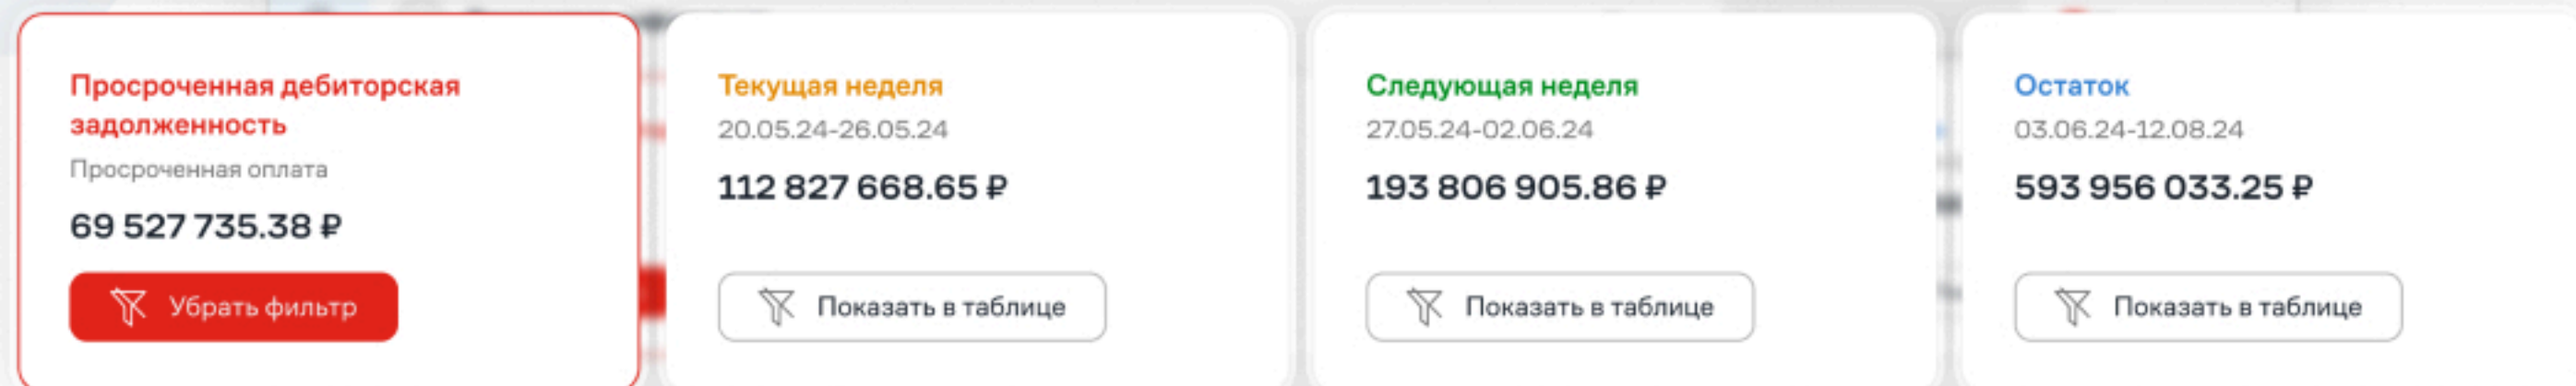 Просроченная дебиторская
задолженность
Просроченная оплата
69 527 735.38 ₽
Убрать фильтр
Текущая неделя
20.05.24-26.05.24
112 827 668.65 ₽
Показать в таблице
Следующая неделя
27.05.24-02.06.24
193 806 905.86 ₽
Показать в таблице
Остаток
03.06.24-12.08.24
593 956 033.25 ₽
Показать в таблице